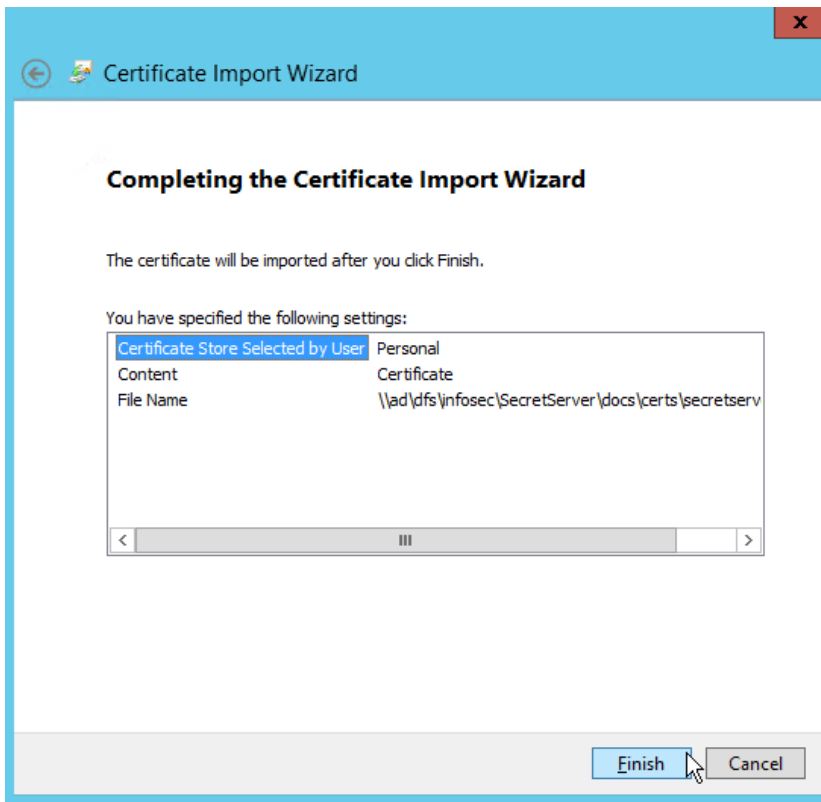 x
Certificate Import Wizard
Completing the Certificate Import Wizard
The certificate will be imported after you click Finish.
You have specified the following settings:
Certificate Store Selected by User Personal
Content Certificate
File Name \\ad\dfs\infosec\SecretServer\docs\certs\secretserv
Finish Cancel